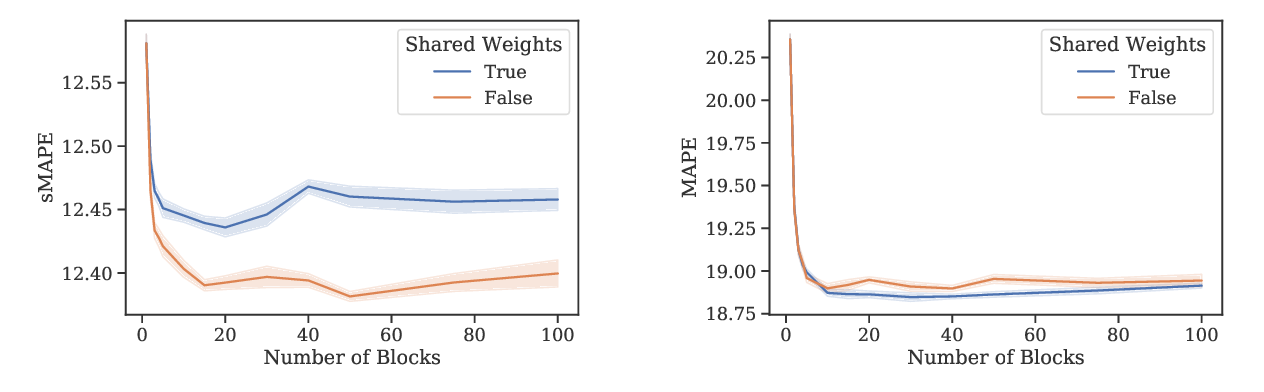 Shared Weights
True
False
sMAPE
12.55
12.50
12.45
12.40
0 20 40 60 80 100
Number of Blocks
Shared Weights
True
False
MAPE
20.25
20.00
19.75
19.50
19.25
19.00
18.75
0 20 40 60 80 100
Number of Blocks